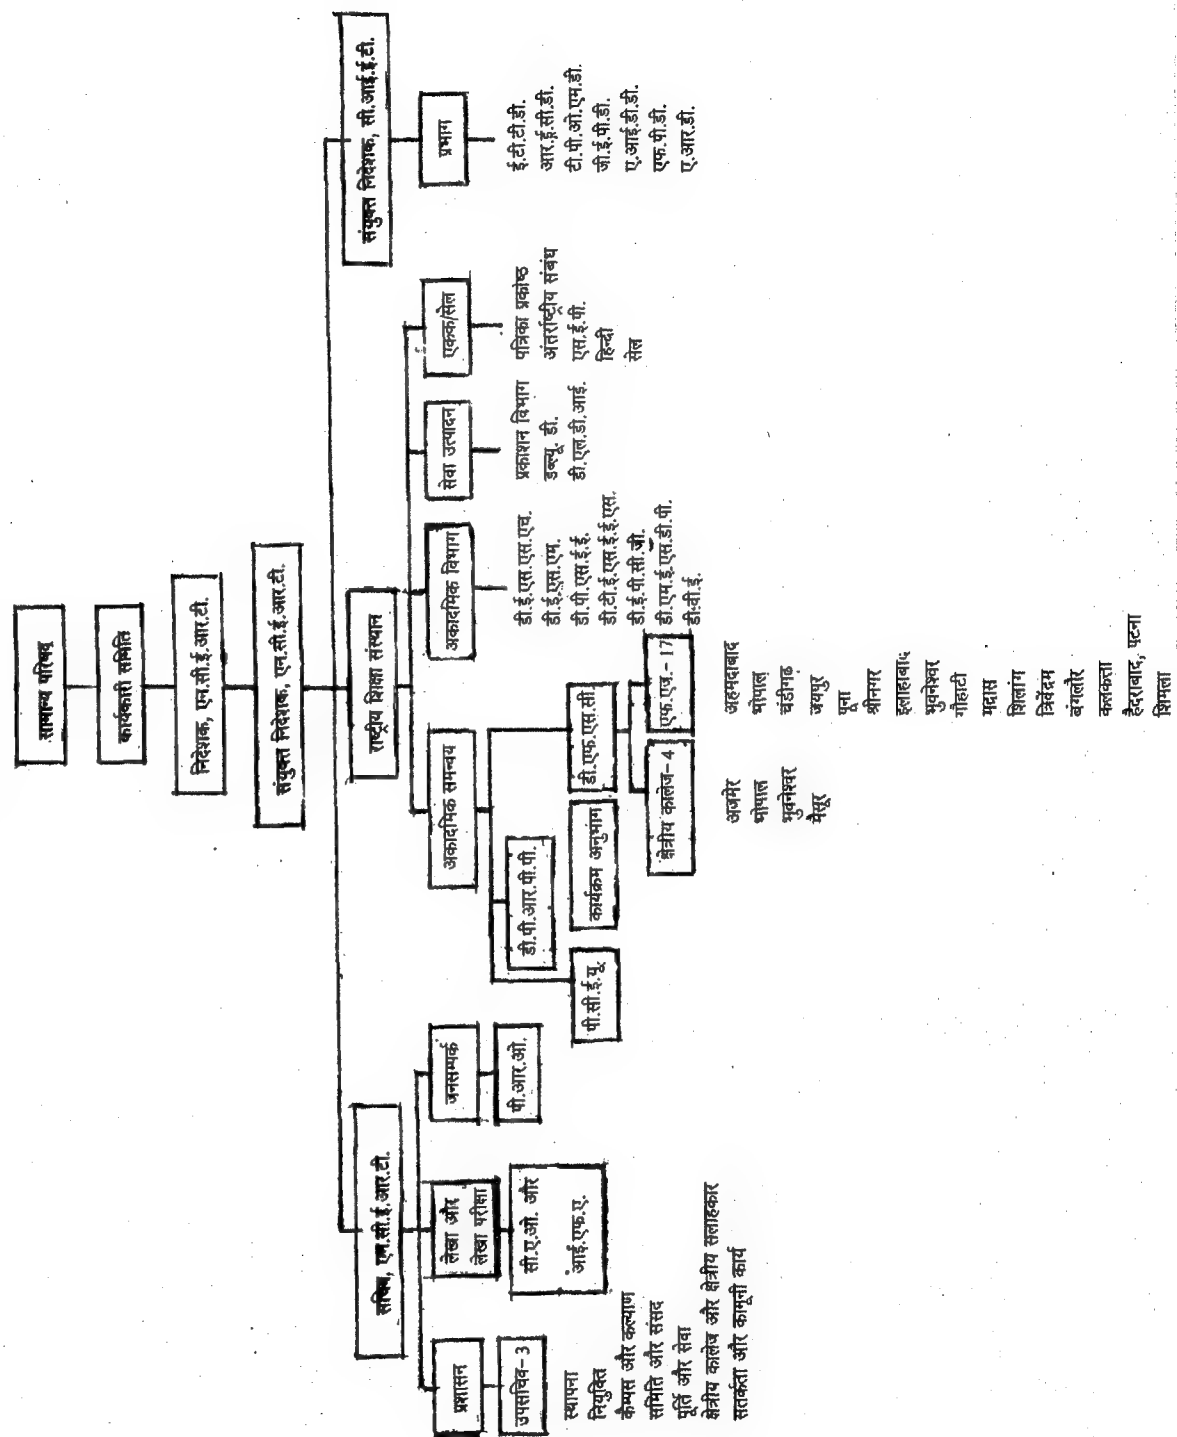 सामान्य परिषद
कार्यकारी समिति
निदेशक, एन.सी.ई.आर.टी.
संयुक्त निदेशक, एन.सी.ई.आर.टी.
सचिव, एन.सी.ई.आर.टी.
राष्ट्रीय शिक्षा संस्थान
संयुक्त निदेशक, सी.आई.ई.टी.
प्रशासन
उपसचिव-3
स्थापना
नियुक्ति
कैम्पस और कल्याण
समिति और संसद
पूर्ति और सेवा
क्षेत्रीय कालेज और क्षेत्रीय सलाहकार
सतर्कता और कानूनी कार्य
लेखा और
लेखा परीक्षा
सी.ए.ओ. और
आई.एफ.ए.
जनसम्पर्क
पी.आर.ओ.
अकादमिक समन्वय
डी.पी.आर.पी.पी.
पी.सी.ई.यू.
कार्यक्रम अनुभाग
डी.एफ.एस.सी.
क्षेत्रीय कालेज-4
अजमेर
भोपाल
भुवनेश्वर
मैसूर
एफ.एज.-17
अहमदाबाद
भोपाल
चंडीगढ़
जयपुर
पूना
श्रीनगर
इलाहाबाद
भुवनेश्वर
गौहाटी
मद्रास
शिलांग
त्रिवेंद्रम
बंगलौर
कलकत्ता
हैदराबाद, पटना
शिमला
अकादमिक विभाग
डी.ई.एस.एस.एच.
डी.ई.एस.एम.
डी.पी.एस.ई.ई.
डी.टी.ई.एस.ई.ई.एस.
डी.ई.पी.सी.जी.
डी.एम.ई.एस.डी.पी.
डी.वी.ई.
सेवा उत्पादन
प्रकाशन विभाग
डब्ल्यू. डी.
डी.एल.डी.आई.
एकक/सेल
पत्रिका प्रकोष्ठ
अंतर्राष्ट्रीय संबंध
एस.ई.पी.
हिन्दी
सेल
प्रभाग
ई.टी.टी.डी.
आर.ई.सी.डी.
टी.पी.ओ.एम.डी.
जी.ई.पी.डी.
ए.आई.डी.डी.
एफ.पी.डी.
ए.आर.डी.